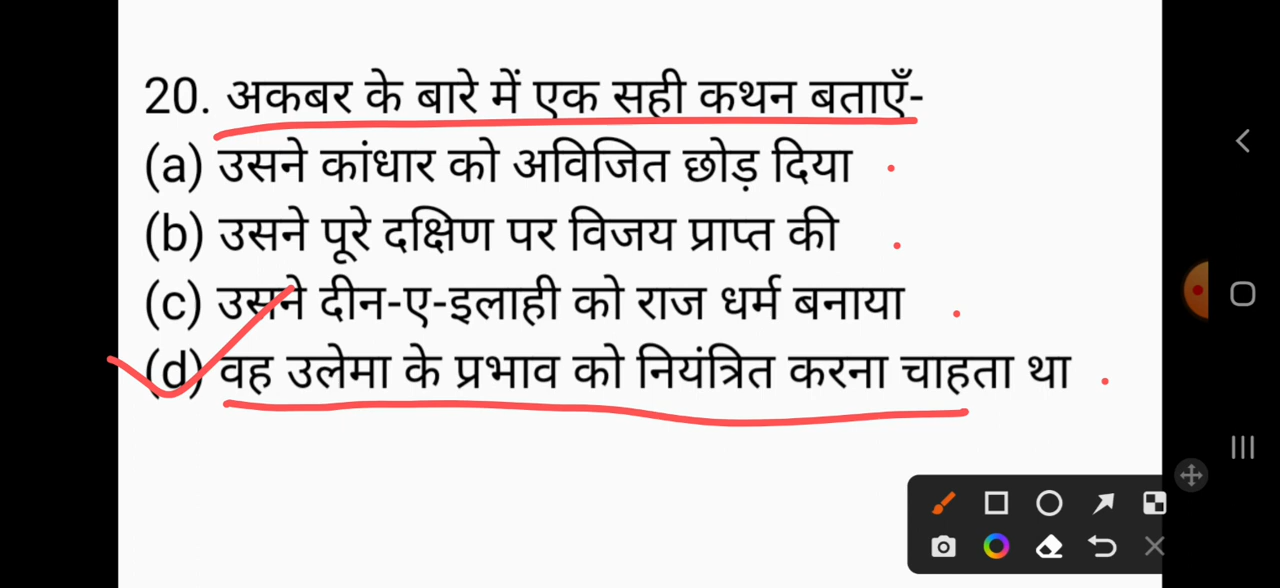 20. अकबर के बारे में एक सही कथन बताएँ-
(a) उसने कांधार को अविजित छोड़ दिया
(b) उसने पूरे दक्षिण पर विजय प्राप्त की
(c) उसने दीन-ए-इलाही को राज धर्म बनाया
(d) वह उलेमा के प्रभाव को नियंत्रित करना चाहता था